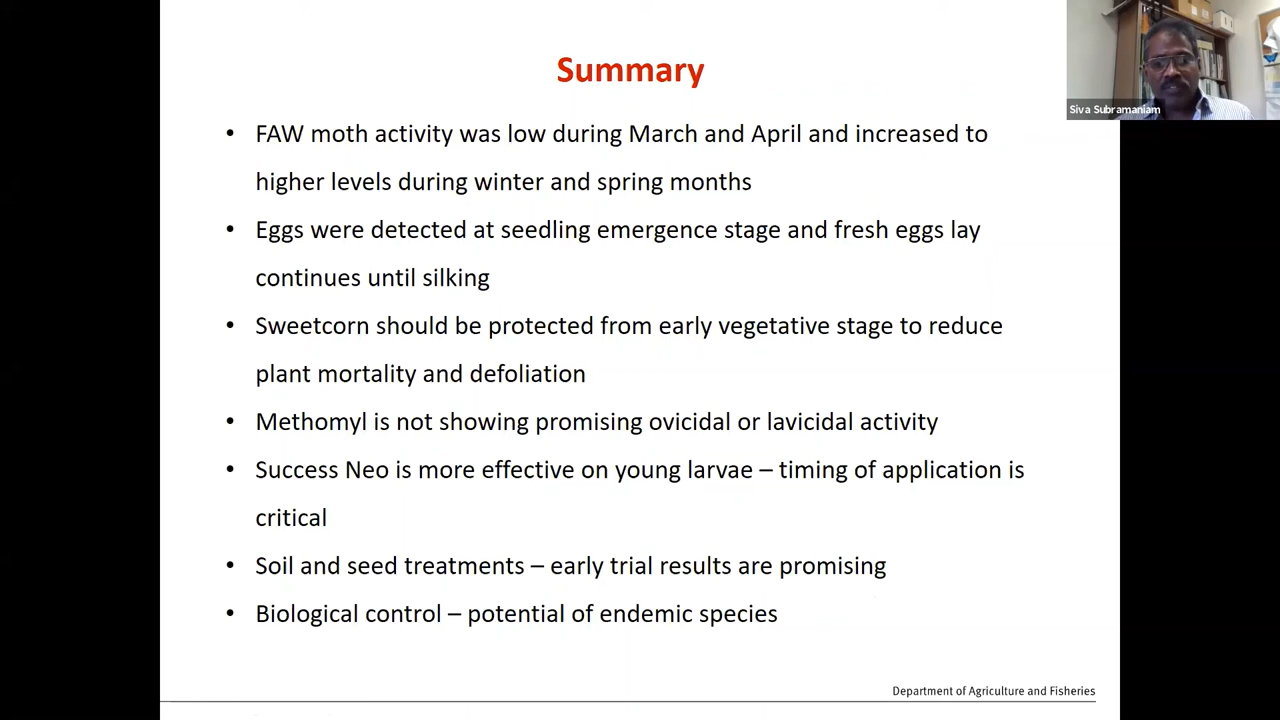 Summary
Siva Subramaniam
• FAW moth activity was low during March and April and increased to
higher levels during winter and spring months
• Eggs were detected at seedling emergence stage and fresh eggs lay
continues until silking
• Sweetcorn should be protected from early vegetative stage to reduce
plant mortality and defoliation
• Methomyl is not showing promising ovicidal or lavicidal activity
• Success Neo is more effective on young larvae – timing of application is
critical
• Soil and seed treatments – early trial results are promising
• Biological control – potential of endemic species
Department of Agriculture and Fisheries